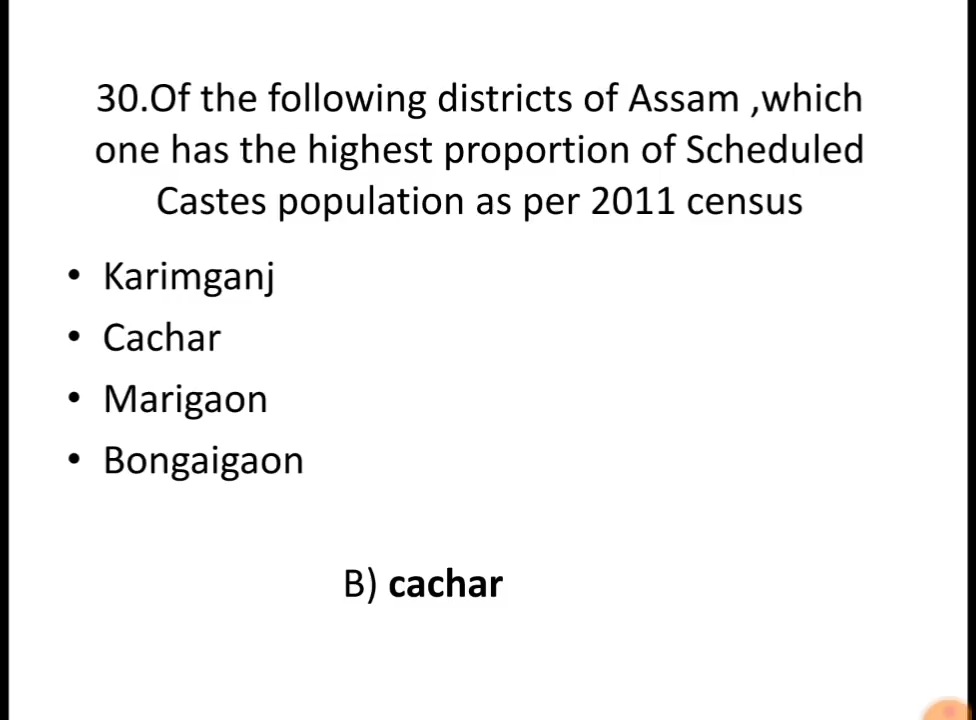 30.Of the following districts of Assam ,which
one has the highest proportion of Scheduled
Castes population as per 2011 census
• Karimganj
• Cachar
• Marigaon
• Bongaigaon
B) cachar